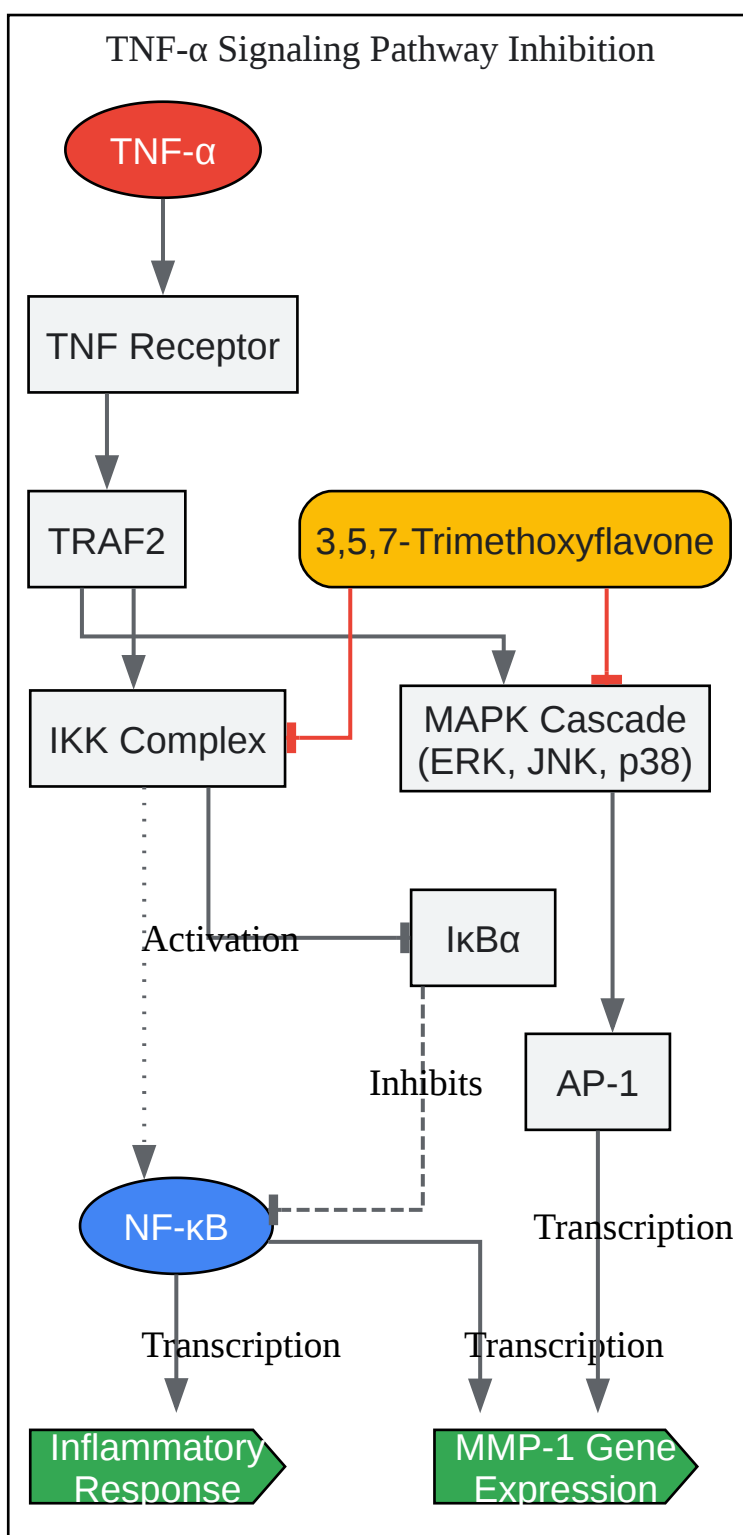 TNF-α Signaling Pathway Inhibition
TNF-α
TNF Receptor
TRAF2
3,5,7-Trimethoxyflavone
IKK Complex
MAPK Cascade
(ERK, JNK, p38)
Activation
IκBα
Inhibits
AP-1
NF-κB
Transcription
Transcription
Transcription
Inflammatory
Response
MMP-1 Gene
Expression